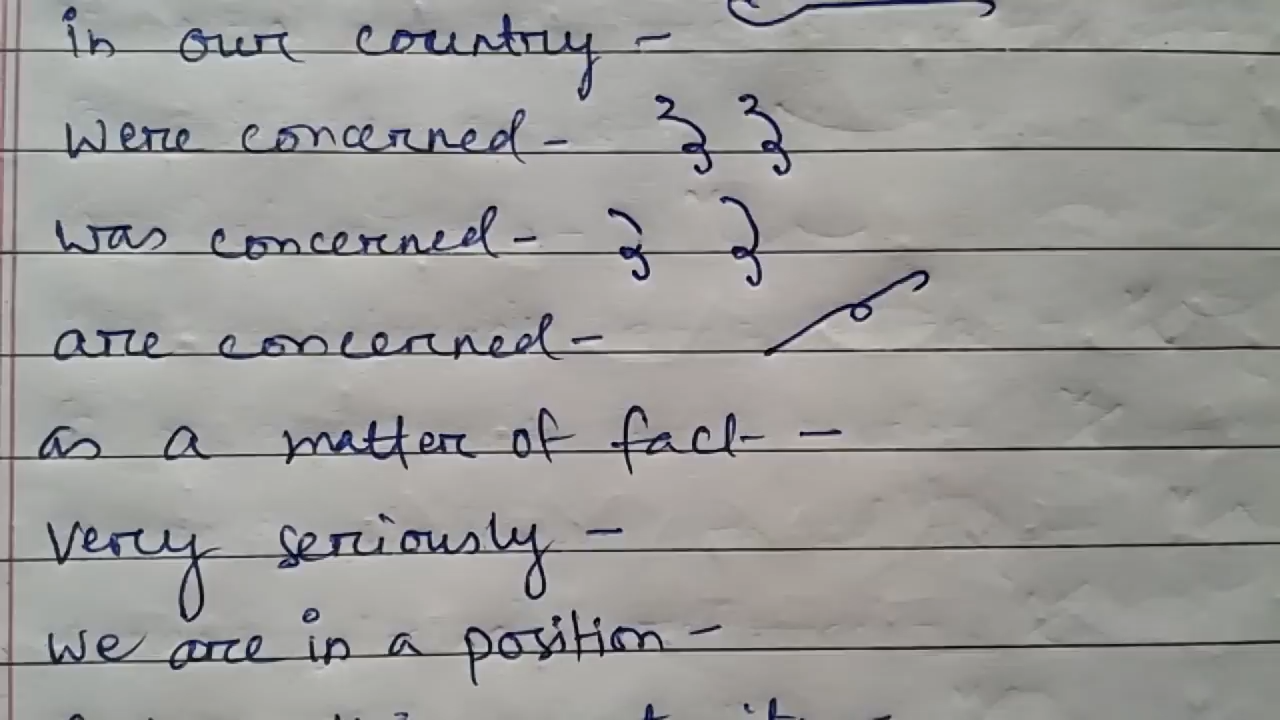 in our country -
were concerned -
was concerned -
are concerned -
as a matter of fact -
very seriously -
we are in a position -